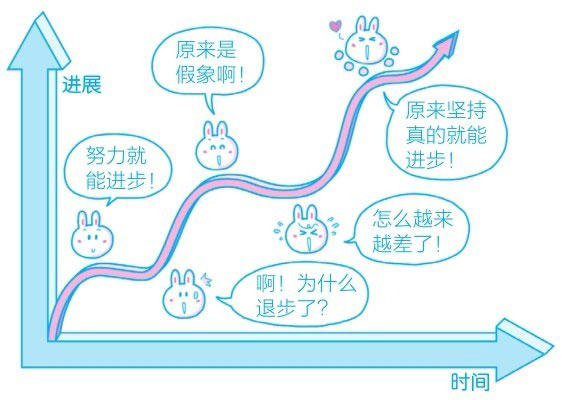 进展
原来是
假象啊！
努力就
能进步！
原来坚持
真的就能
进步！
怎么越来
越差了！
啊！为什么
退步了？
时间